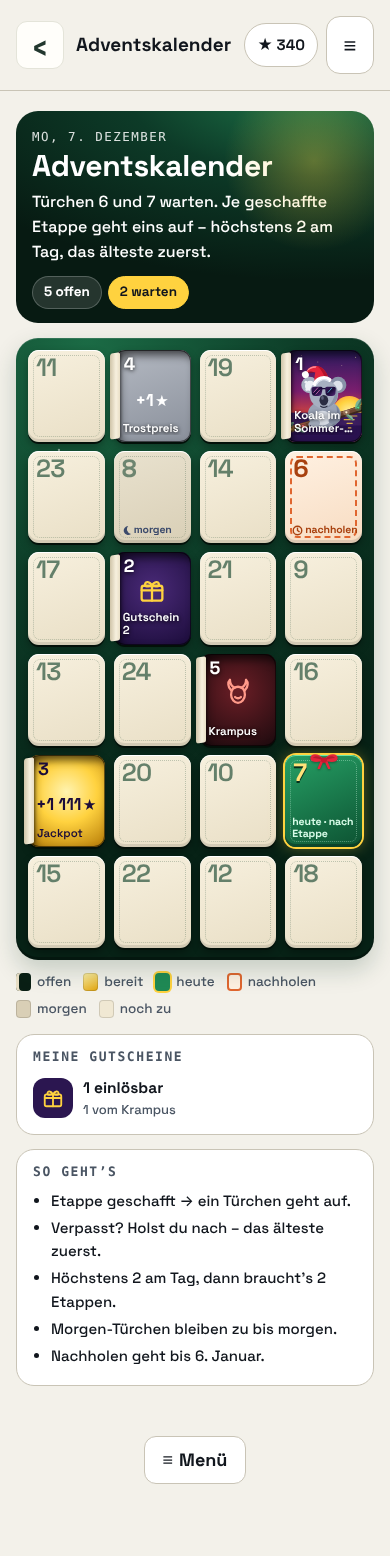 < Adventskalender ★ 340 ≡
MO, 7. DEZEMBER
Adventskalender
Türchen 6 und 7 warten. Je geschaffte
Etappe geht eins auf – höchstens 2 am
Tag, das älteste zuerst.
5 offen 2 warten
11
4
+1★
Trostpreis
19
1
Koala im
Sommer-…
23
8
morgen
14
6
nachholen
17
2
Gutschein
2
21
9
13
24
5
Krampus
16
3
+1 111★
Jackpot
20
10
7
heute · nach
Etappe
15
22
12
18
offen bereit heute nachholen
morgen noch zu
MEINE GUTSCHEINE
1 einlösbar
1 vom Krampus
SO GEHT’S
• Etappe geschafft → ein Türchen geht auf.
• Verpasst? Holst du nach – das älteste
zuerst.
• Höchstens 2 am Tag, dann braucht’s 2
Etappen.
• Morgen-Türchen bleiben zu bis morgen.
• Nachholen geht bis 6. Januar.
≡ Menü